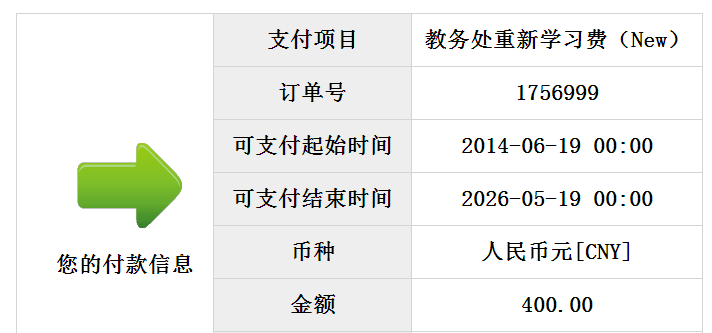 支付项目 教务处重新学习费（New）
订单号 1756999
可支付起始时间 2014-06-19 00:00
可支付结束时间 2026-05-19 00:00
您的付款信息
币种 人民币元[CNY]
金额 400.00